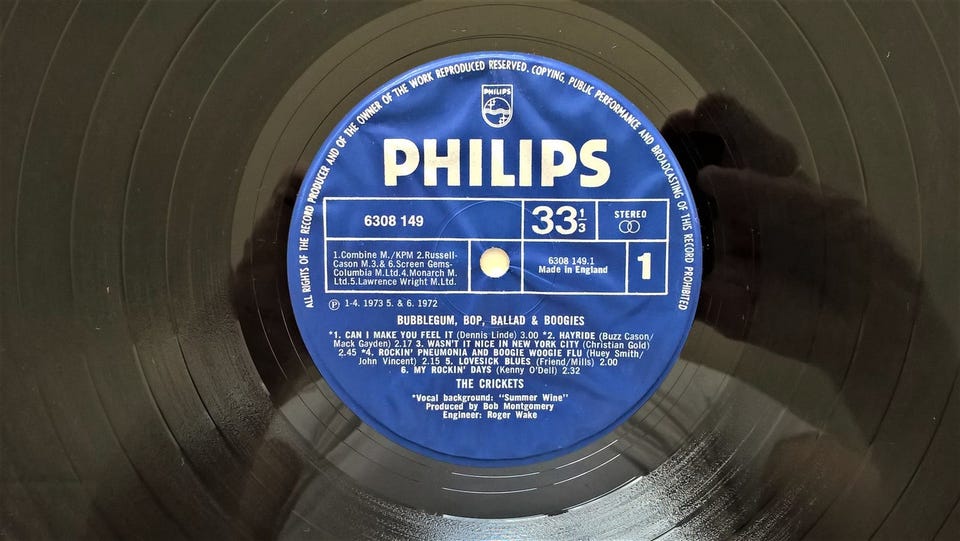 ALL RIGHTS OF THE RECORD PRODUCER AND OF THE OWNER OF THE WORK REPRODUCED RESERVED. COPYING, PUBLIC PERFORMANCE AND BROADCASTING OF THIS RECORD PROHIBITED
PHILIPS
PHILIPS
6308 149
33 1/3
STEREO
1.Combine M./KPM 2.Russell-
Cason M.3.& 6.Screen Gems-
Columbia M.Ltd.4.Monarch M.
Ltd.5.Lawrence Wright M.Ltd.
6308 149.1
Made in England
1
Ⓟ 1-4. 1973 5. & 6. 1972
BUBBLEGUM, BOP, BALLAD & BOOGIES
*1. CAN I MAKE YOU FEEL IT (Dennis Linde) 3.00 *2. HAYRIDE (Buzz Cason/
Mack Gayden) 2.17 3. WASN'T IT NICE IN NEW YORK CITY (Christian Gold)
2.45 *4. ROCKIN' PNEUMONIA AND BOOGIE WOOGIE FLU (Huey Smith/
John Vincent) 2.15 5. LOVESICK BLUES (Friend/Mills) 2.00
6. MY ROCKIN' DAYS (Kenny O'Dell) 2.32
THE CRICKETS
*Vocal background: "Summer Wine"
Produced by Bob Montgomery
Engineer: Roger Wake